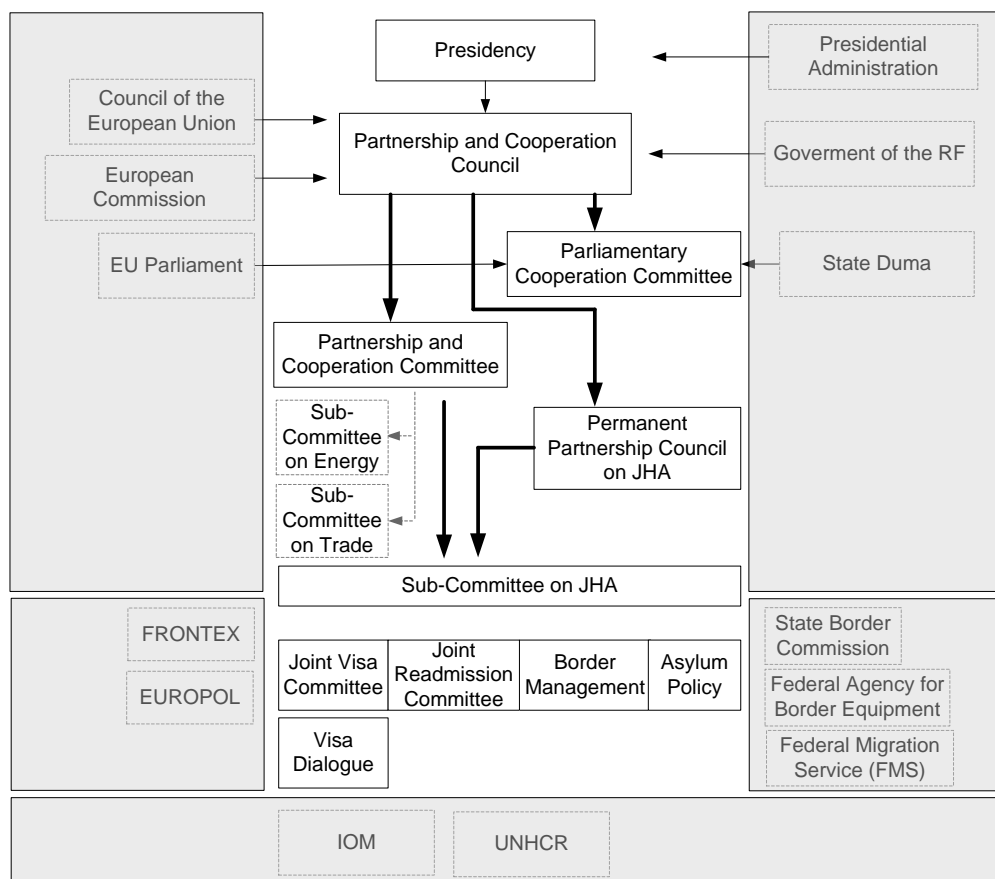 Presidency
Presidential
Administration
Council of the
European Union
Partnership and Cooperation
Council
Goverment of the RF
European
Commission
EU Parliament
Parliamentary
Cooperation Committee
State Duma
Partnership and
Cooperation Committee
Sub-
Committee
on Energy
Permanent
Partnership Council
on JHA
Sub-
Committee
on Trade
Sub-Committee on JHA
FRONTEX
EUROPOL
Joint Visa
Committee
Joint
Readmission
Committee
Border
Management
Asylum
Policy
Visa
Dialogue
State Border
Commission
Federal Agency for
Border Equipment
Federal Migration
Service (FMS)
IOM
UNHCR